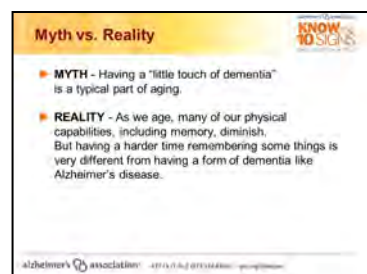 Myth vs. Reality
KNOW
10 SIGNS
MYTH - Having a "little touch of dementia"
is a typical part of aging.
REALITY - As we age, many of our physical
capabilities, including memory, diminish.
But having a harder time remembering some things is
very different from having a form of dementia like
Alzheimer's disease.
alzheimer's association